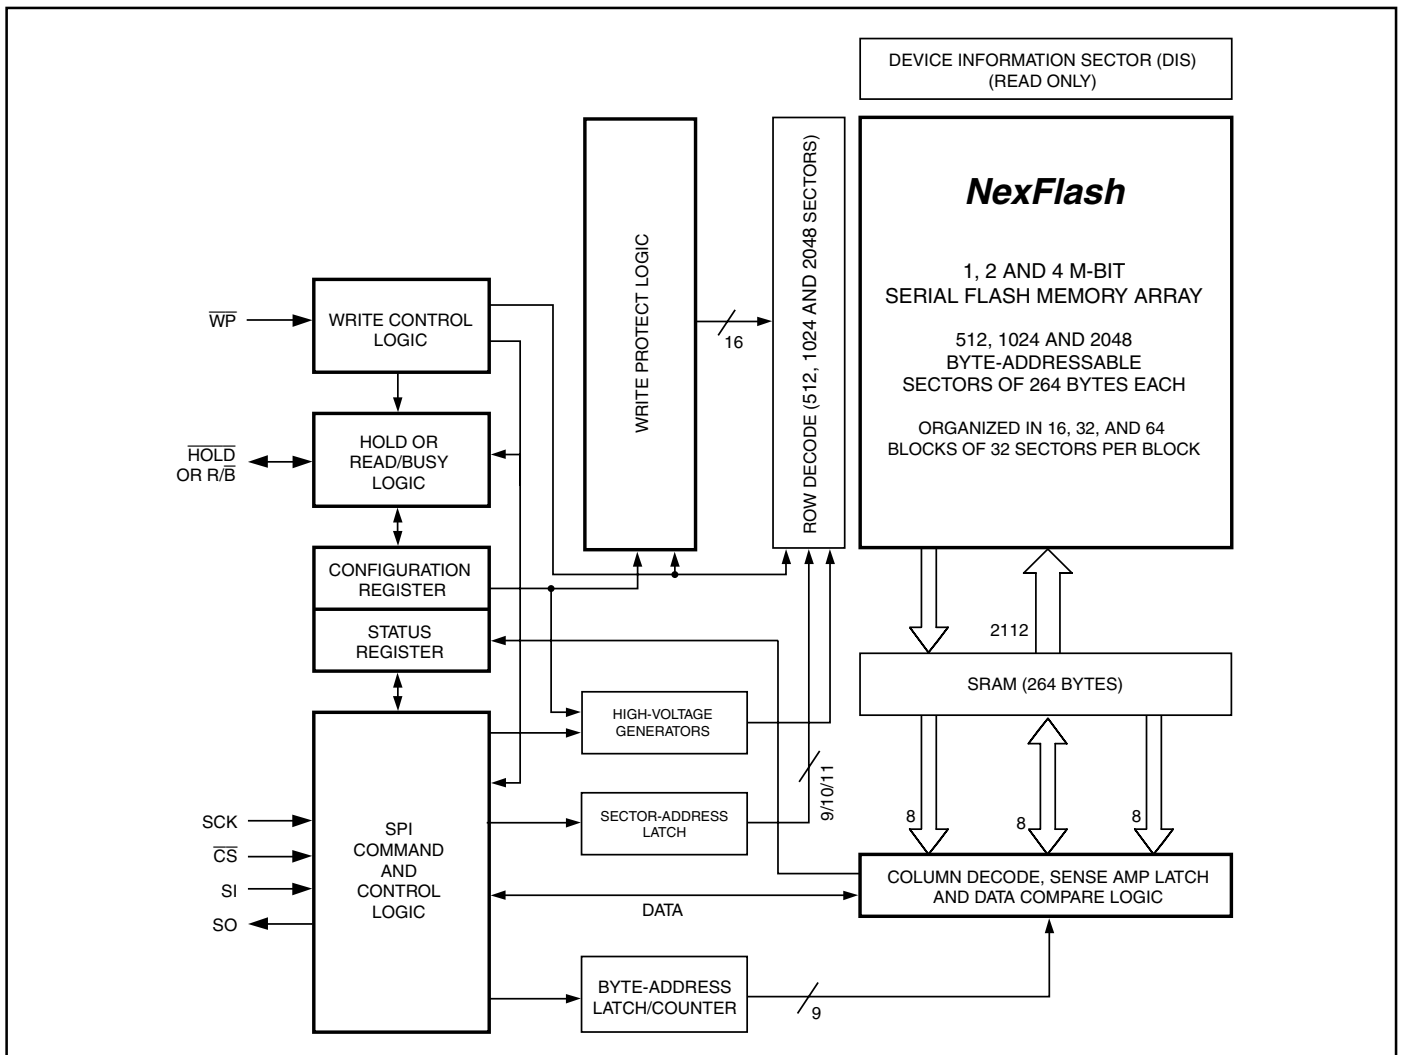 DEVICE INFORMATION SECTOR (DIS)
(READ ONLY)
NexFlash
1, 2 AND 4 M-BIT
SERIAL FLASH MEMORY ARRAY
512, 1024 AND 2048
BYTE-ADDRESSABLE
SECTORS OF 264 BYTES EACH
ORGANIZED IN 16, 32, AND 64
BLOCKS OF 32 SECTORS PER BLOCK
ROW DECODE (512, 1024 AND 2048 SECTORS)
WRITE PROTECT LOGIC
16
WP
WRITE CONTROL
LOGIC
HOLD
OR R/B
HOLD OR
READ/BUSY
LOGIC
CONFIGURATION
REGISTER
STATUS
REGISTER
2112
SRAM (264 BYTES)
HIGH-VOLTAGE
GENERATORS
9/10/11
SECTOR-ADDRESS
LATCH
8
8
8
SCK
CS
SI
SO
SPI
COMMAND
AND
CONTROL
LOGIC
COLUMN DECODE, SENSE AMP LATCH
AND DATA COMPARE LOGIC
DATA
BYTE-ADDRESS
LATCH/COUNTER
9